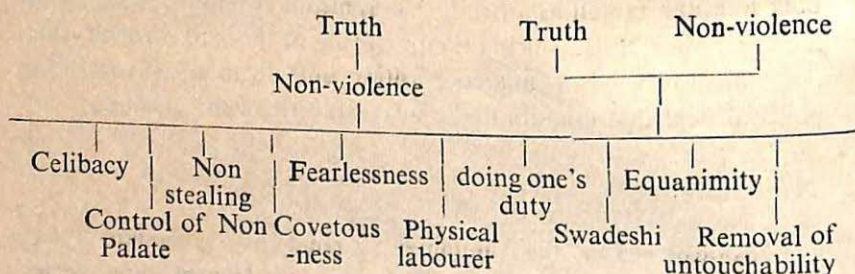 Truth Truth Non-violence
Non-violence
Celibacy Non Fearlessness doing one's Equanimity
stealing duty
Control of Non Covetous Physical Swadeshi Removal of
Palate -ness labourer untouchability